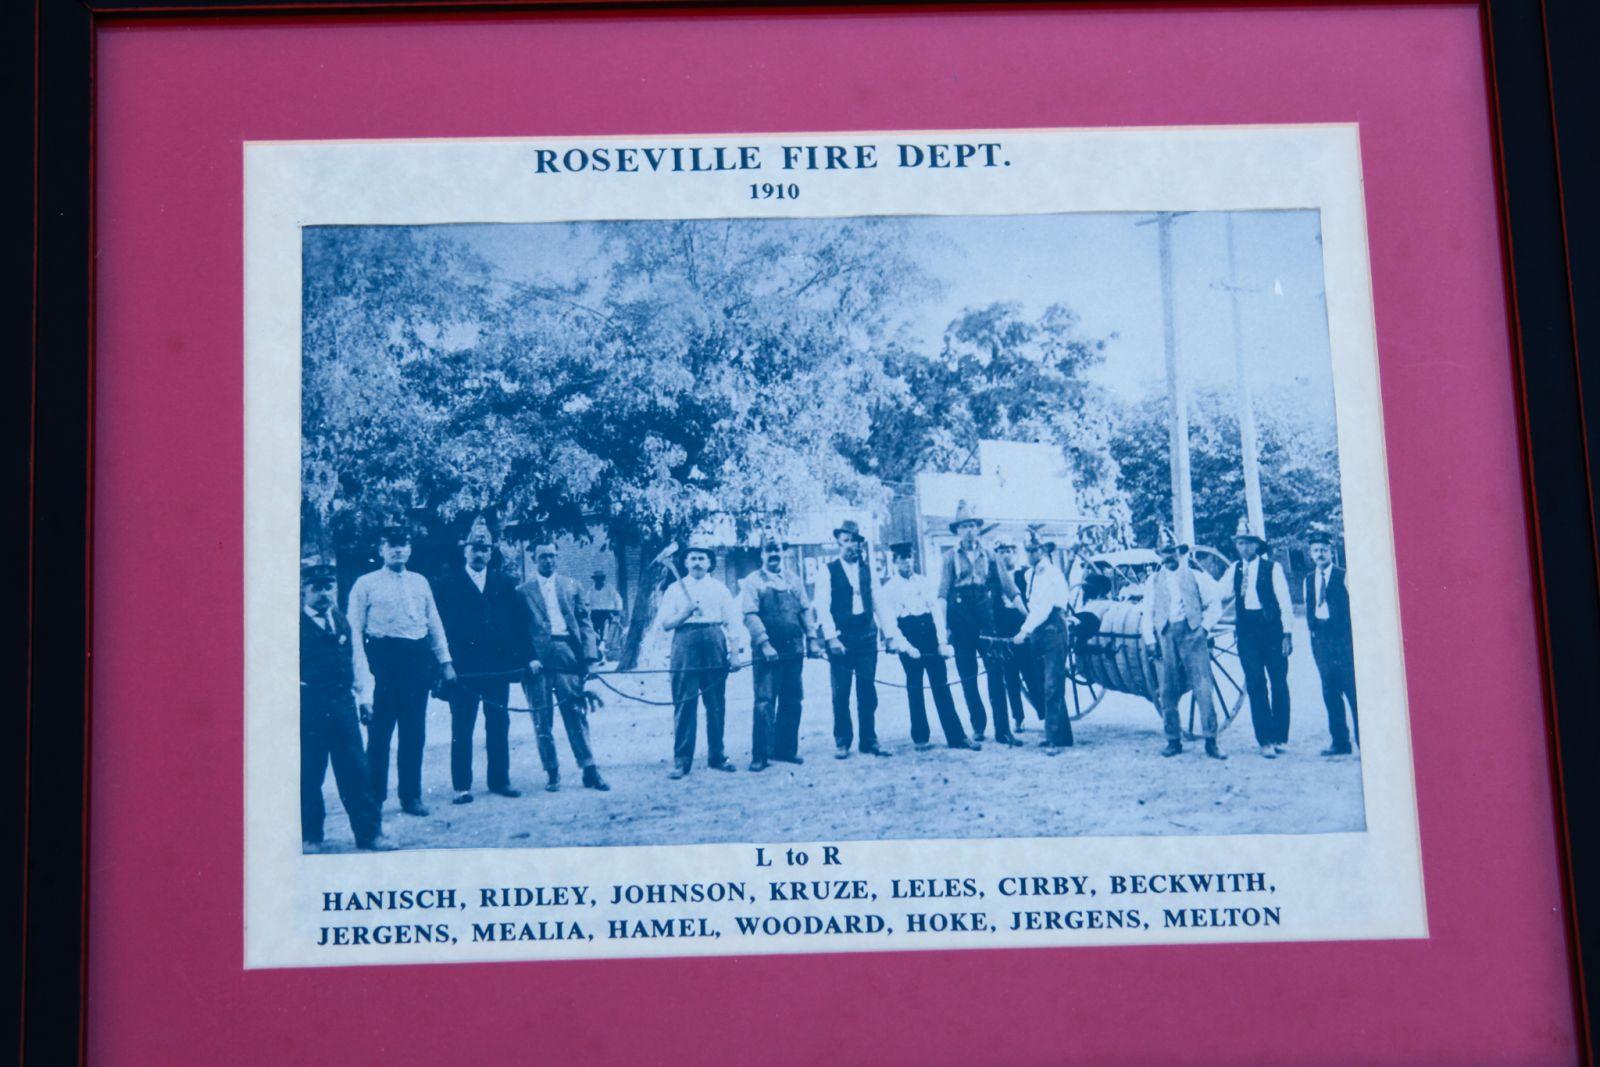 ROSEVILLE FIRE DEPT.
1910
L to R
HANISCH, RIDLEY, JOHNSON, KRUZE, LELES, CIRBY, BECKWITH,
JERGENS, MEALIA, HAMEL, WOODARD, HOKE, JERGENS, MELTON